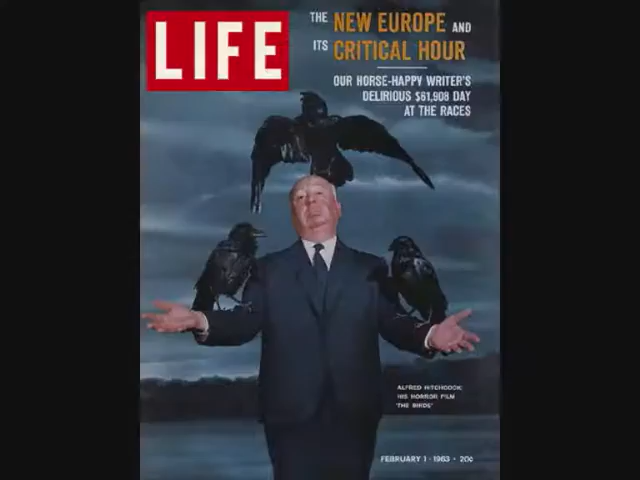 LIFE
THE NEW EUROPE AND
ITS CRITICAL HOUR
OUR HORSE-HAPPY WRITER'S
DELIRIOUS $61,908 DAY
AT THE RACES
ALFRED HITCHCOCK:
HIS HORROR FILM
'THE BIRDS'
FEBRUARY 1 · 1963 · 20¢